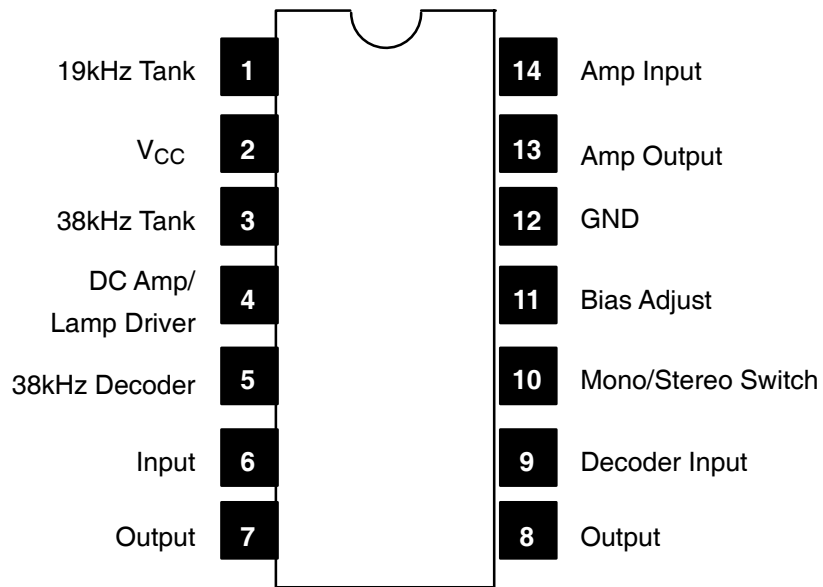 19kHz Tank 1 14 Amp Input
VCC 2 13 Amp Output
38kHz Tank 3 12 GND
DC Amp/
Lamp Driver 4 11 Bias Adjust
38kHz Decoder 5 10 Mono/Stereo Switch
Input 6 9 Decoder Input
Output 7 8 Output